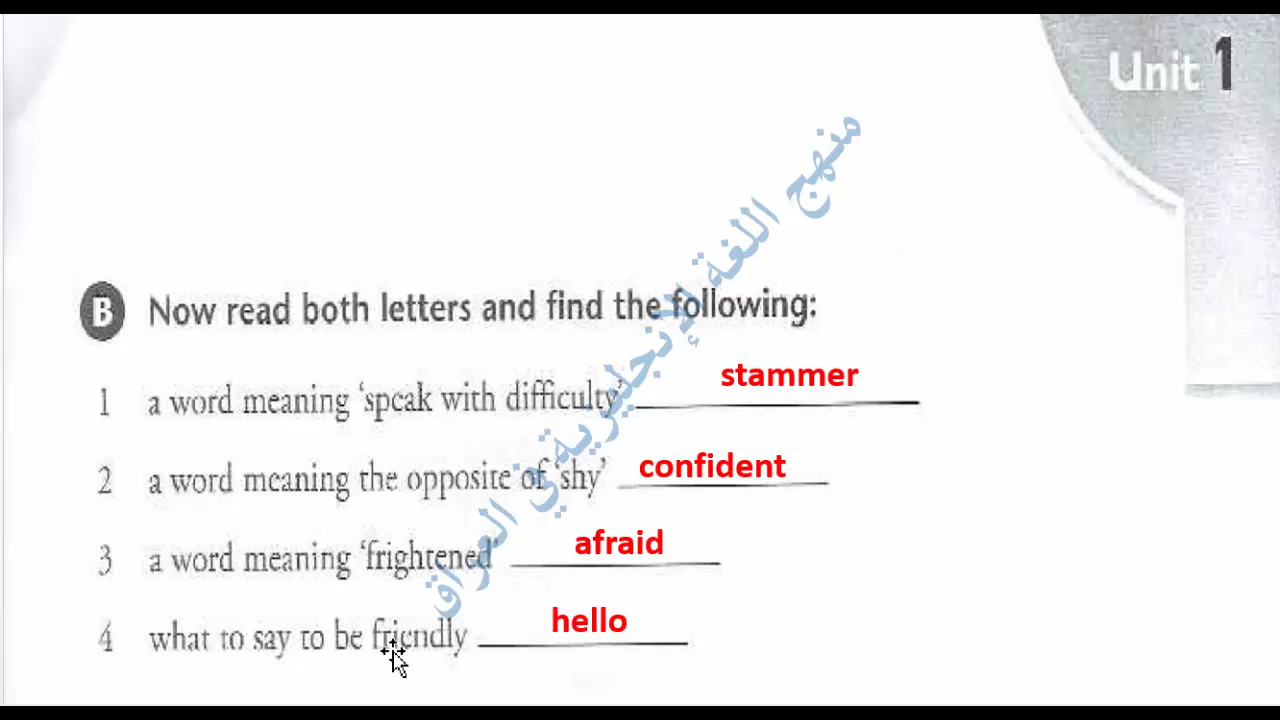 Unit 1
منهج اللغة الإنجليزية في العراق
B Now read both letters and find the following:
1 a word meaning ‘speak with difficulty’ stammer
2 a word meaning the opposite of ‘shy’ confident
3 a word meaning ‘frightened’ afraid
4 what to say to be friendly hello